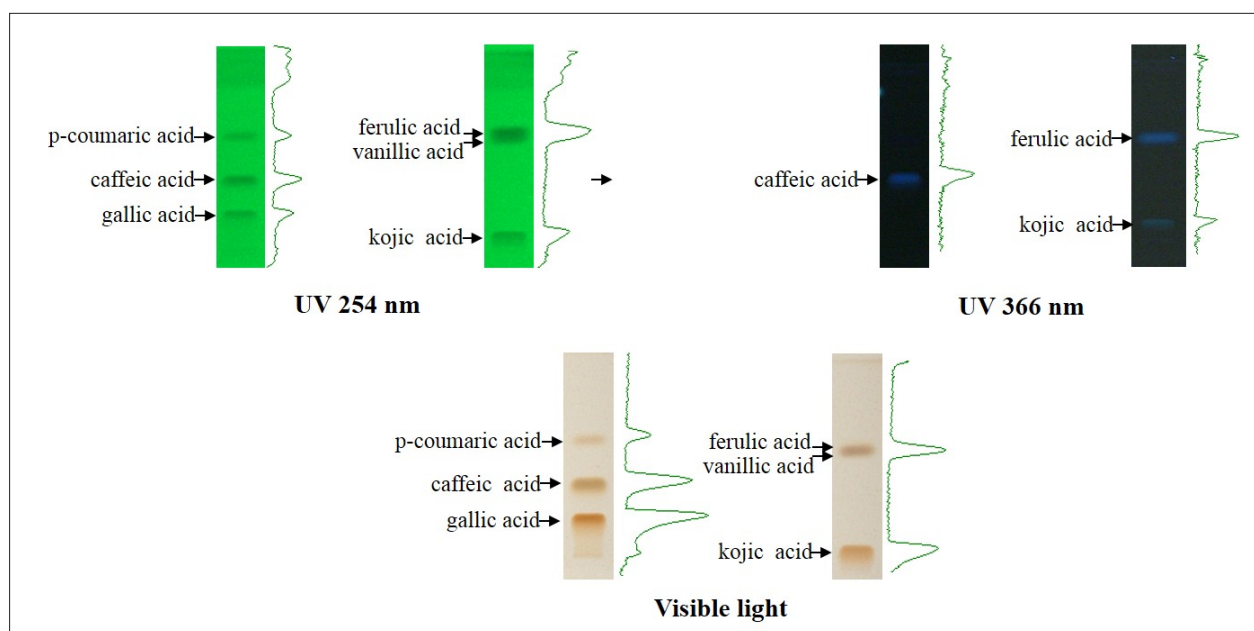 p-coumaric acid
caffeic acid
gallic acid
ferulic acid
vanillic acid
kojic acid
UV 254 nm
caffeic acid
ferulic acid
kojic acid
UV 366 nm
p-coumaric acid
caffeic acid
gallic acid
ferulic acid
vanillic acid
kojic acid
Visible light